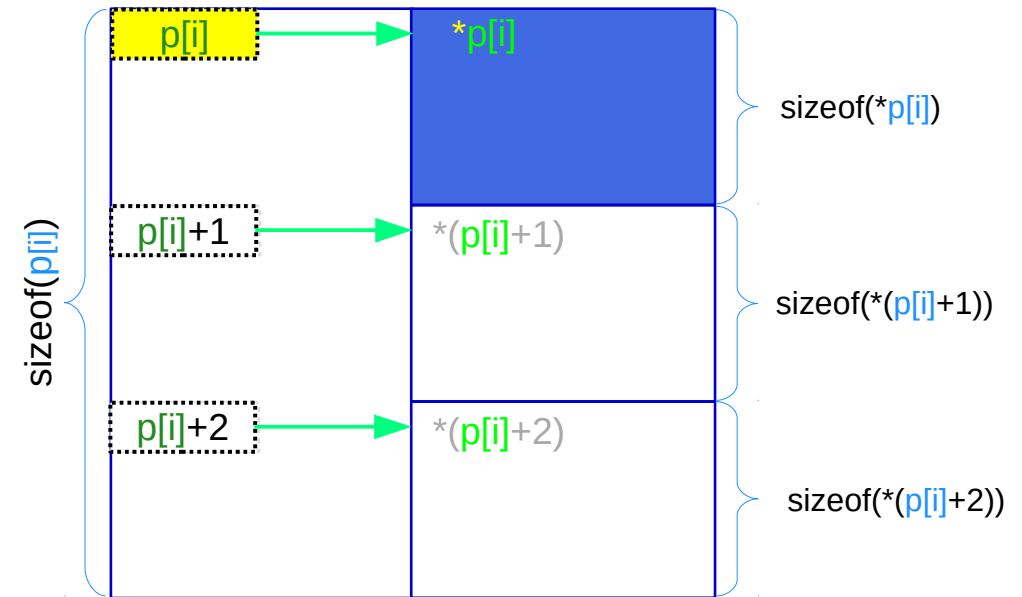 p[i]
*p[i]
sizeof(*p[i])
p[i]+1
*(p[i]+1)
sizeof(p[i])
sizeof(*(p[i]+1))
p[i]+2
*(p[i]+2)
sizeof(*(p[i]+2))